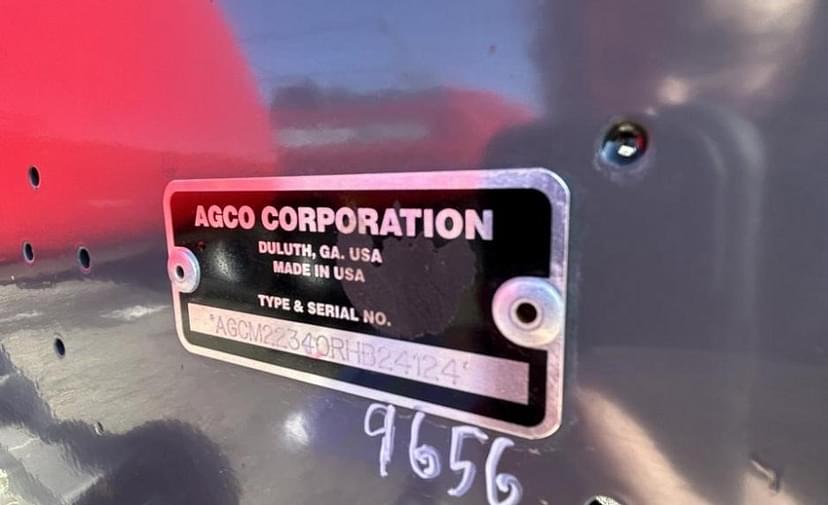 AGCO CORPORATION
DULUTH, GA. USA
MADE IN USA
TYPE & SERIAL NO.
*AGCM22340RHB24124*
9656